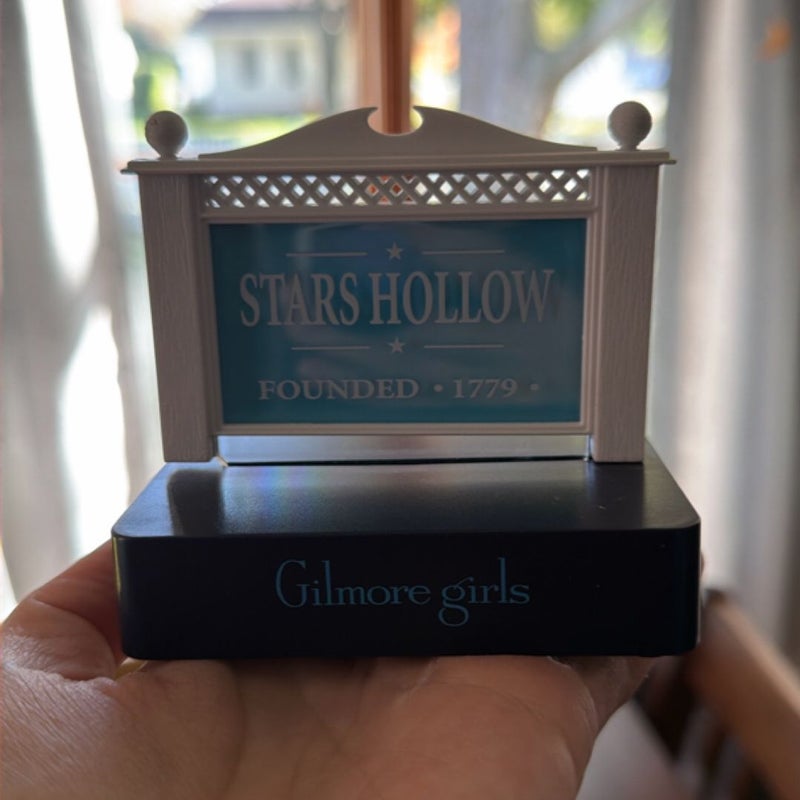 STARS HOLLOW
FOUNDED • 1779 •
Gilmore girls